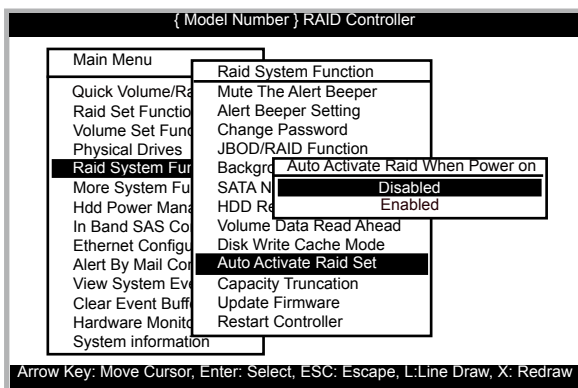 { Model Number } RAID Controller
Main Menu
Quick Volume/Ra
Raid Set Functio
Volume Set Func
Physical Drives
Raid System Fun
More System Fu
Hdd Power Mana
In Band SAS Co
Ethernet Configu
Alert By Mail Con
View System Eve
Clear Event Buff
Hardware Monito
System information
Raid System Function
Mute The Alert Beeper
Alert Beeper Setting
Change Password
JBOD/RAID Function
Backgro
SATA N
HDD Re
Volume Data Read Ahead
Disk Write Cache Mode
Auto Activate Raid Set
Capacity Truncation
Update Firmware
Restart Controller
Auto Activate Raid When Power on
Disabled
Enabled
Arrow Key: Move Cursor, Enter: Select, ESC: Escape, L:Line Draw, X: Redraw